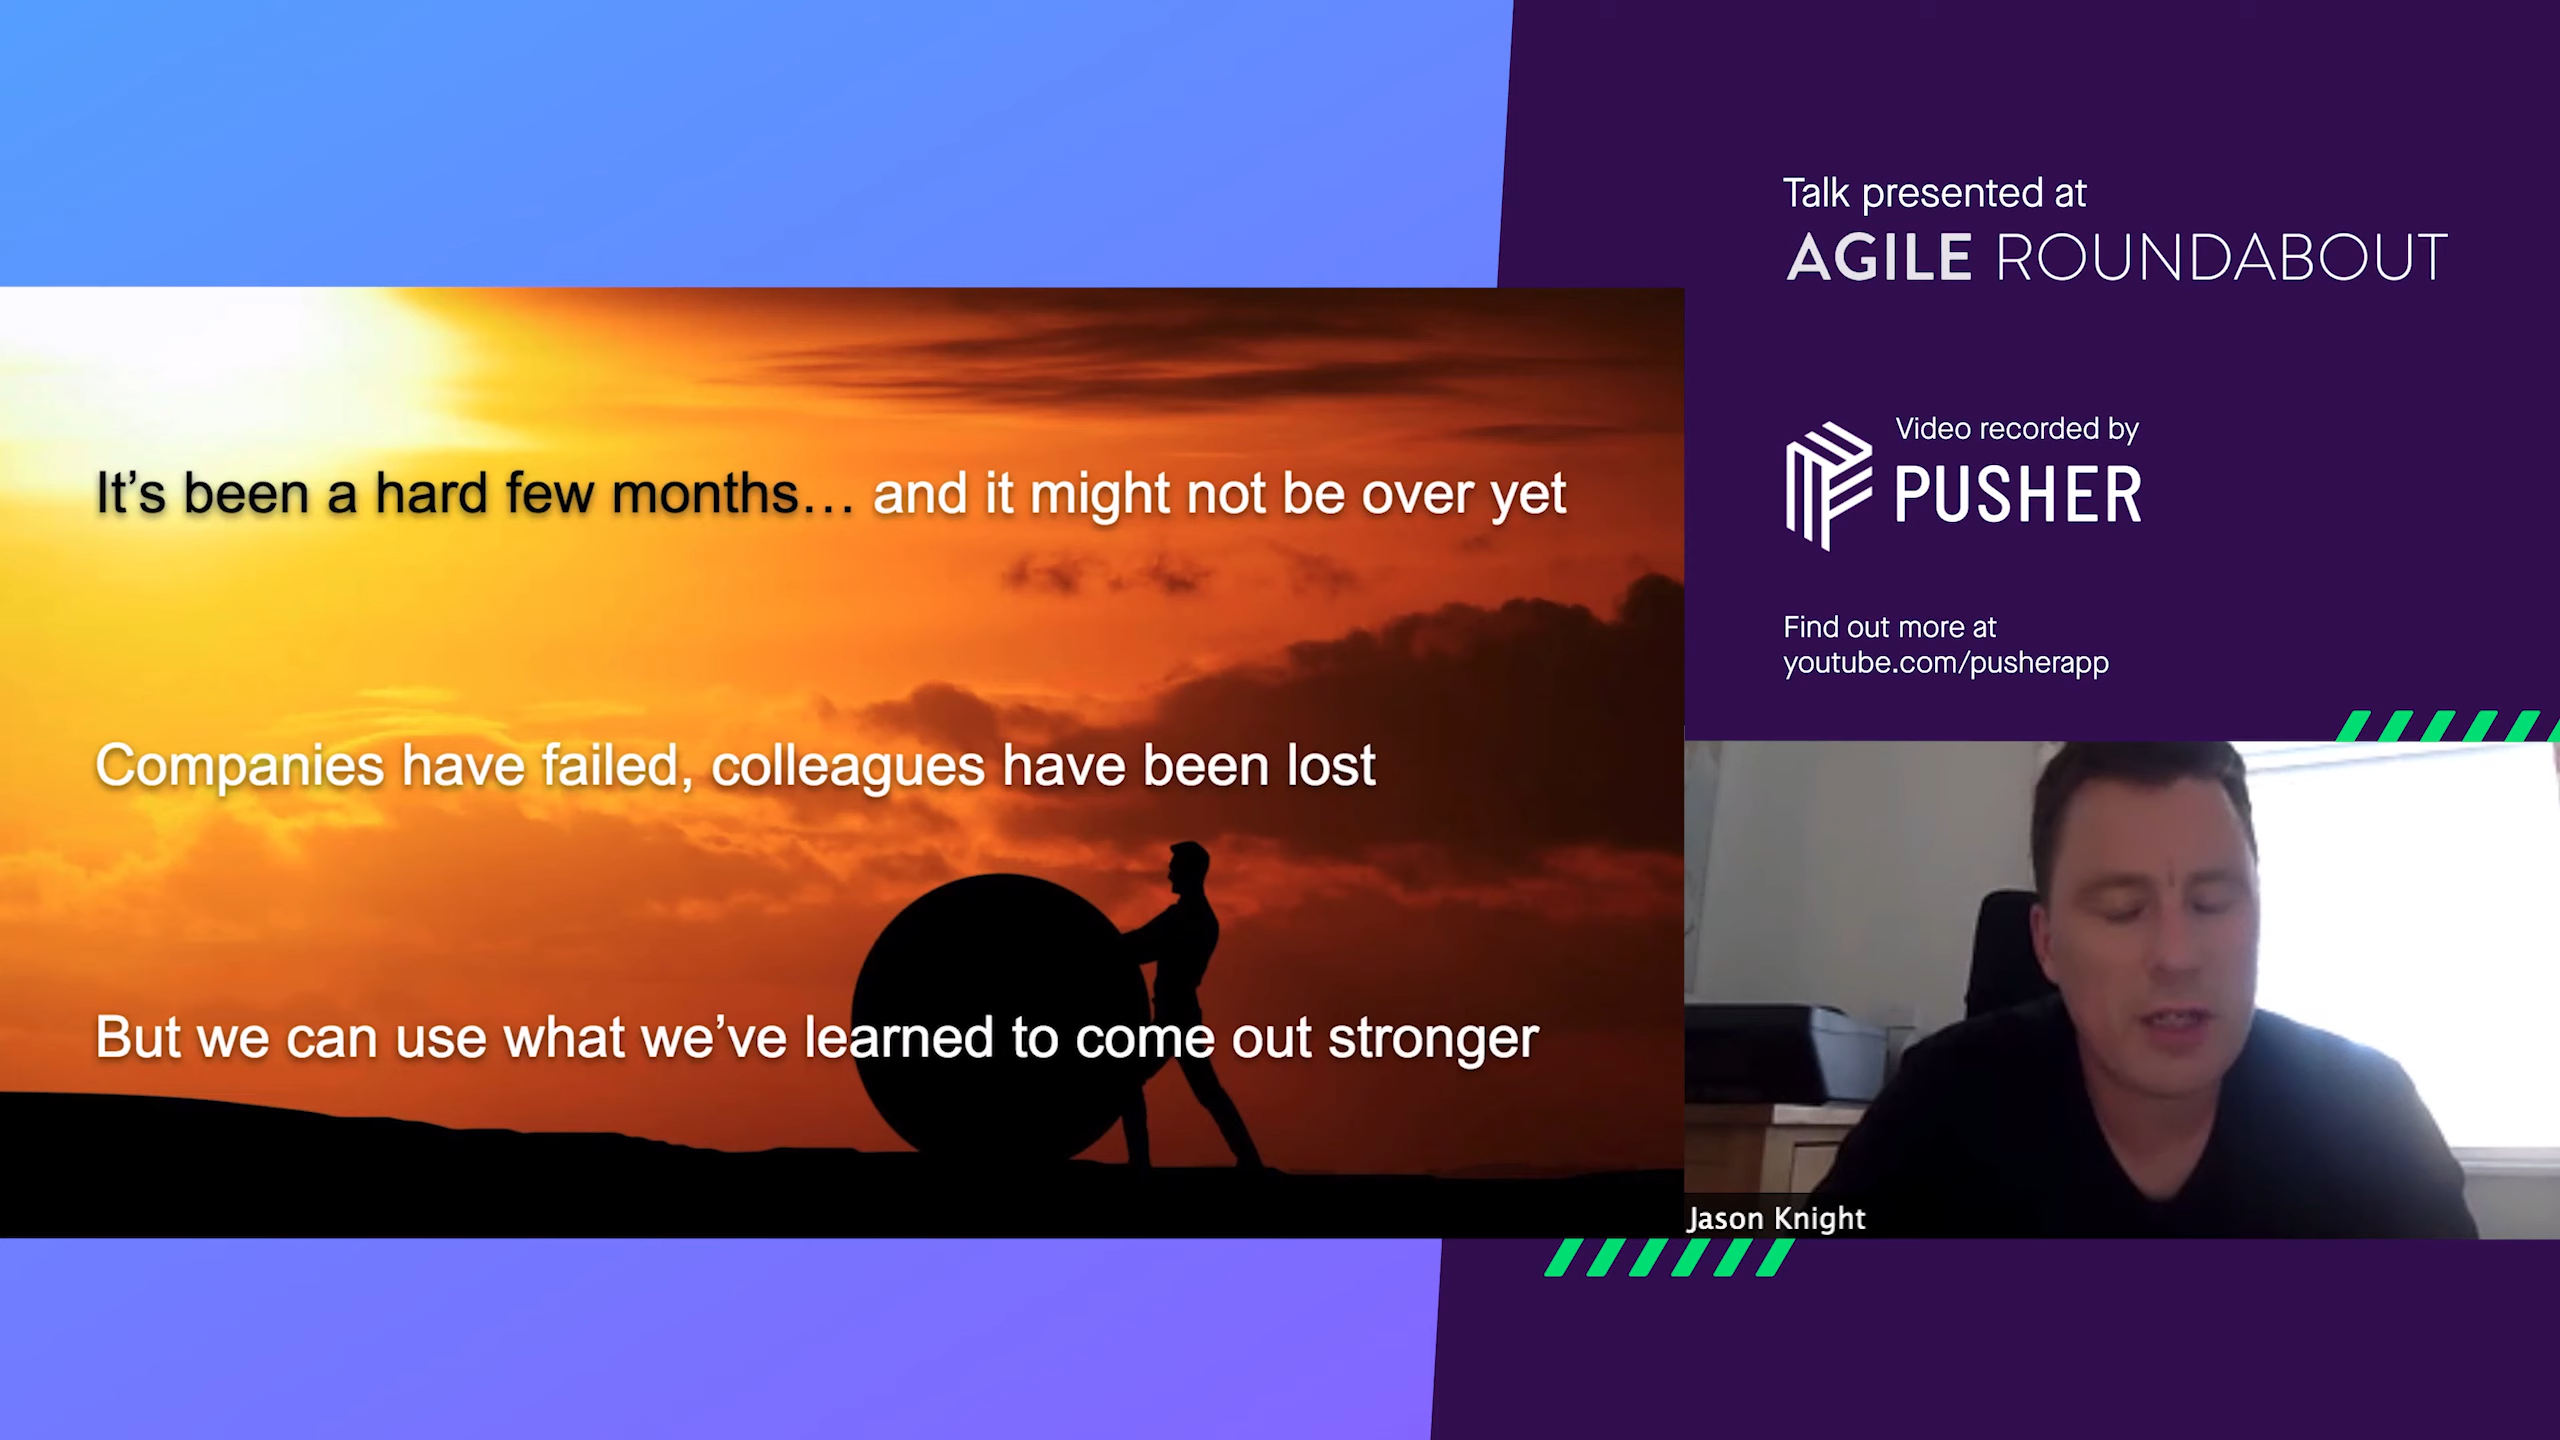 It’s been a hard few months… and it might not be over yet
Companies have failed, colleagues have been lost
But we can use what we’ve learned to come out stronger
Talk presented at
AGILE ROUNDABOUT
Video recorded by
PUSHER
Find out more at
youtube.com/pusherapp
Jason Knight